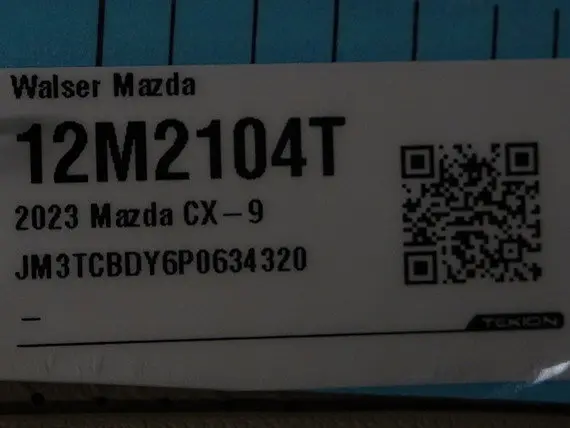 Walser Mazda
12M2104T
2023 Mazda CX-9
JM3TCBDY6P0634320
–
TEKION